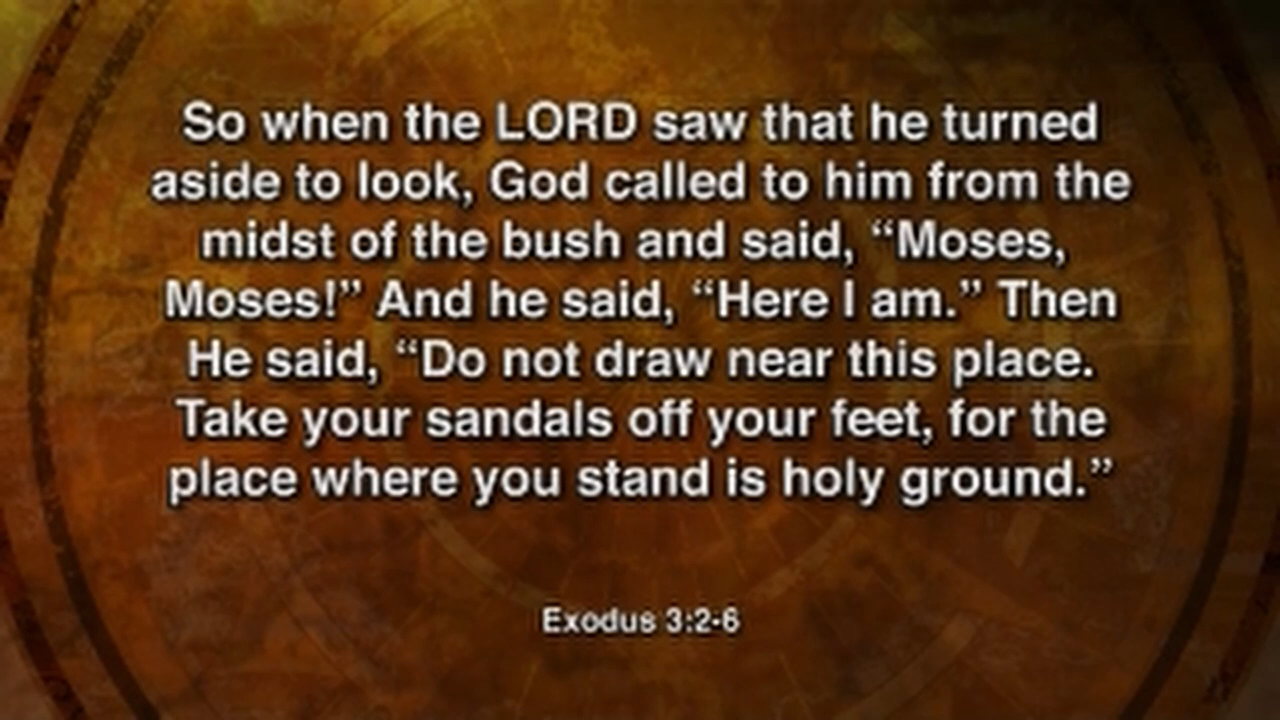 So when the LORD saw that he turned
aside to look, God called to him from the
midst of the bush and said, “Moses,
Moses!” And he said, “Here I am.” Then
He said, “Do not draw near this place.
Take your sandals off your feet, for the
place where you stand is holy ground.”
Exodus 3:2-6